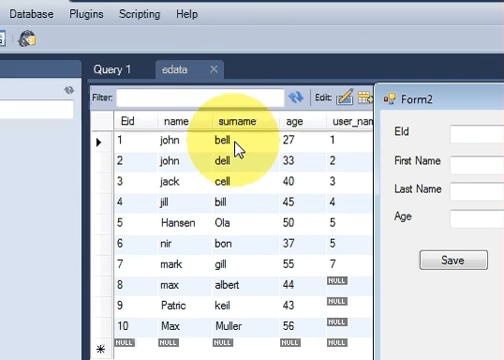 Database Plugins Scripting Help
Query 1 edata
Filter: Edit:
Eid name surname age user_nam
1 john bell 27 1
2 john dell 33 2
3 jack cell 40 3
4 jill bill 45 4
5 Hansen Ola 50 5
6 nir bon 37 5
7 mark gill 55 7
8 max albert 44 NULL
9 Patric keil 43 NULL
10 Max Muller 56 NULL
NULL NULL NULL NULL NULL
Form2
EId
First Name
Last Name
Age
Save